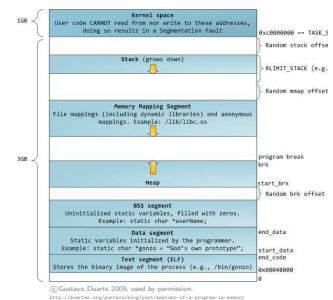 1GB
Kernel space
User code CANNOT read from nor write to these addresses,
doing so results in a Segmentation Fault
0xc0000000 == TASK_S
Random stack offse
Stack (grows down)
RLIMIT_STACK (e.g.
Random mmap offset
Memory Mapping Segment
File mappings (including dynamic libraries) and anonymous
mappings. Example: /lib/libc.so
3GB
program break
brk
Heap
start_brk
Random brk offset
BSS segment
Uninitialized static variables, filled with zeros.
Example: static char *userName;
end_data
Data segment
Static variables initialized by the programmer.
Example: static char *gonzo = "God's own prototype";
start_data
end_code
Text segment (ELF)
Stores the binary image of the process (e.g., /bin/gonzo)
0x08048000
0
©Gustavo Duarte 2009, used by permission.
http://duartes.org/gustavo/blog/post/anatomy-of-a-program-in-memory